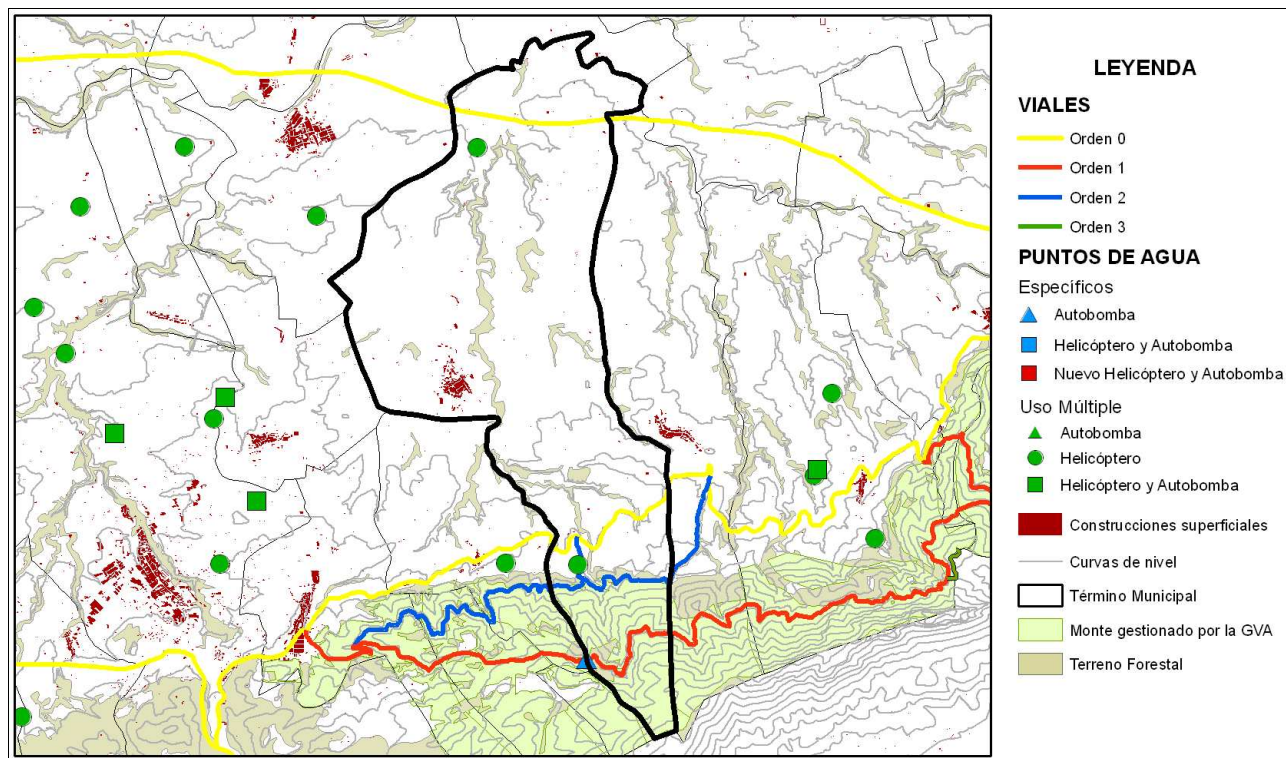 LEYENDA
VIALES
Orden 0
Orden 1
Orden 2
Orden 3
PUNTOS DE AGUA
Específicos
Autobomba
Helicóptero y Autobomba
Nuevo Helicóptero y Autobomba
Uso Múltiple
Autobomba
Helicóptero
Helicóptero y Autobomba
Construcciones superficiales
Curvas de nivel
Término Municipal
Monte gestionado por la GVA
Terreno Forestal